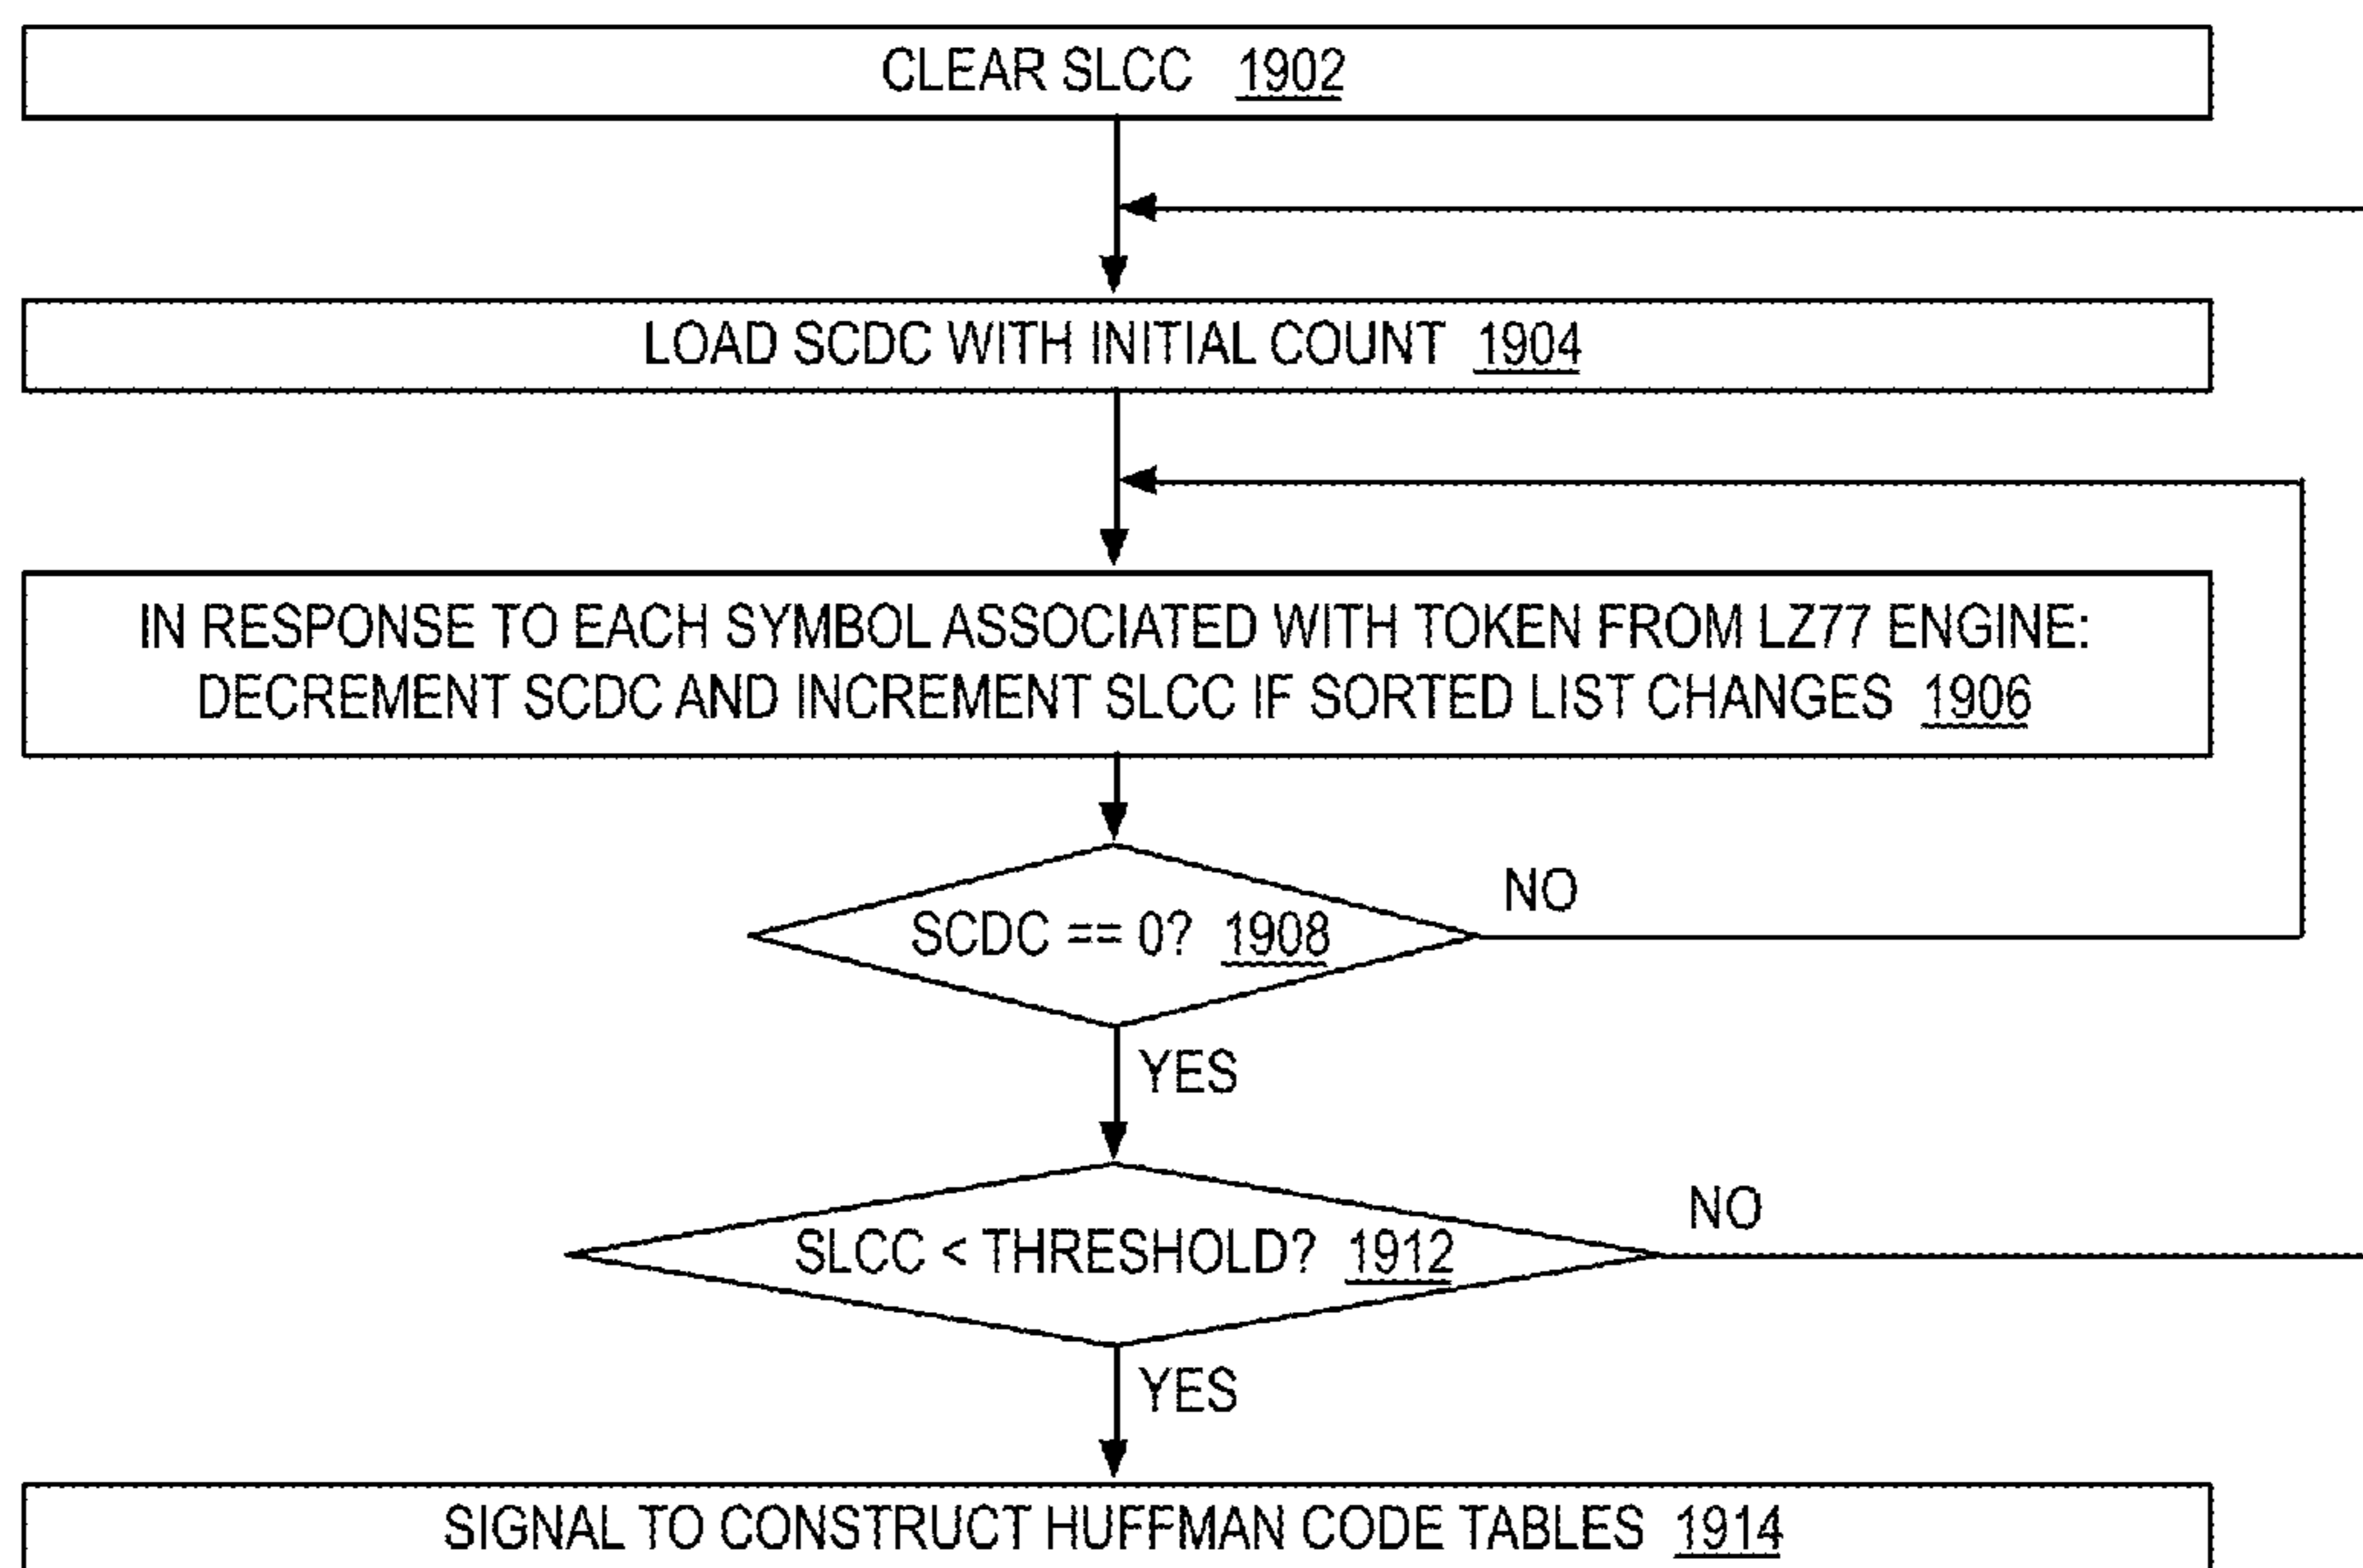 CLEAR SLCC 1902
LOAD SCDC WITH INITIAL COUNT 1904
IN RESPONSE TO EACH SYMBOL ASSOCIATED WITH TOKEN FROM LZ77 ENGINE:
DECREMENT SCDC AND INCREMENT SLCC IF SORTED LIST CHANGES 1906
NO
SCDC == 0? 1908
YES
NO
SLCC < THRESHOLD? 1912
YES
SIGNAL TO CONSTRUCT HUFFMAN CODE TABLES 1914